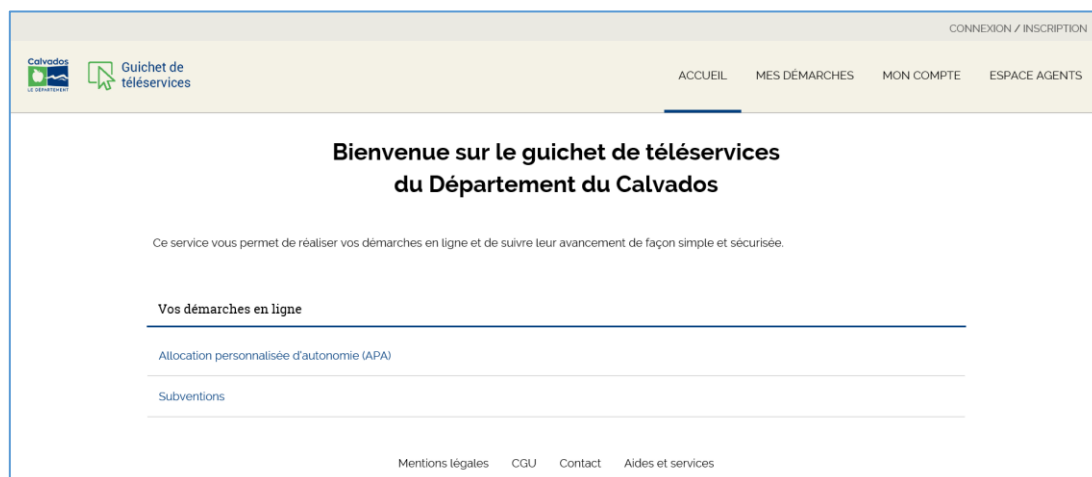 CONNEXION / INSCRIPTION
Calvados
LE DÉPARTEMENT
Guichet de
téléservices
ACCUEIL MES DÉMARCHES MON COMPTE ESPACE AGENTS
Bienvenue sur le guichet de téléservices
du Département du Calvados
Ce service vous permet de réaliser vos démarches en ligne et de suivre leur avancement de façon simple et sécurisée.
Vos démarches en ligne
Allocation personnalisée d'autonomie (APA)
Subventions
Mentions légales CGU Contact Aides et services